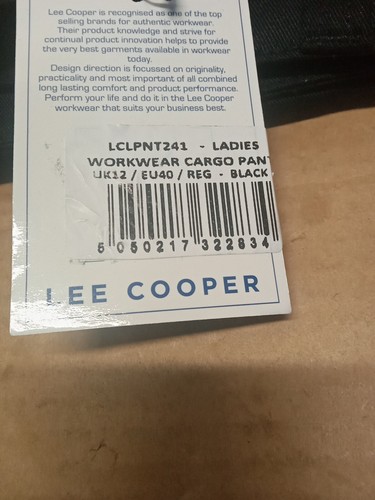 Lee Cooper is recognised as one of the top
selling brands for authentic workwear.
Their product knowledge and strive for
continual product innovation helps to provide
the very best garments available in workwear
today.
Design direction is focussed on originality,
practicality and most important of all combined
long lasting comfort and product performance.
Perform your life and do it in the Lee Cooper
workwear that suits your business best.
LCLPNT241 - LADIES
WORKWEAR CARGO PANT
UK12 / EU40 / REG - BLACK
5 050217 322834
LEE COOPER